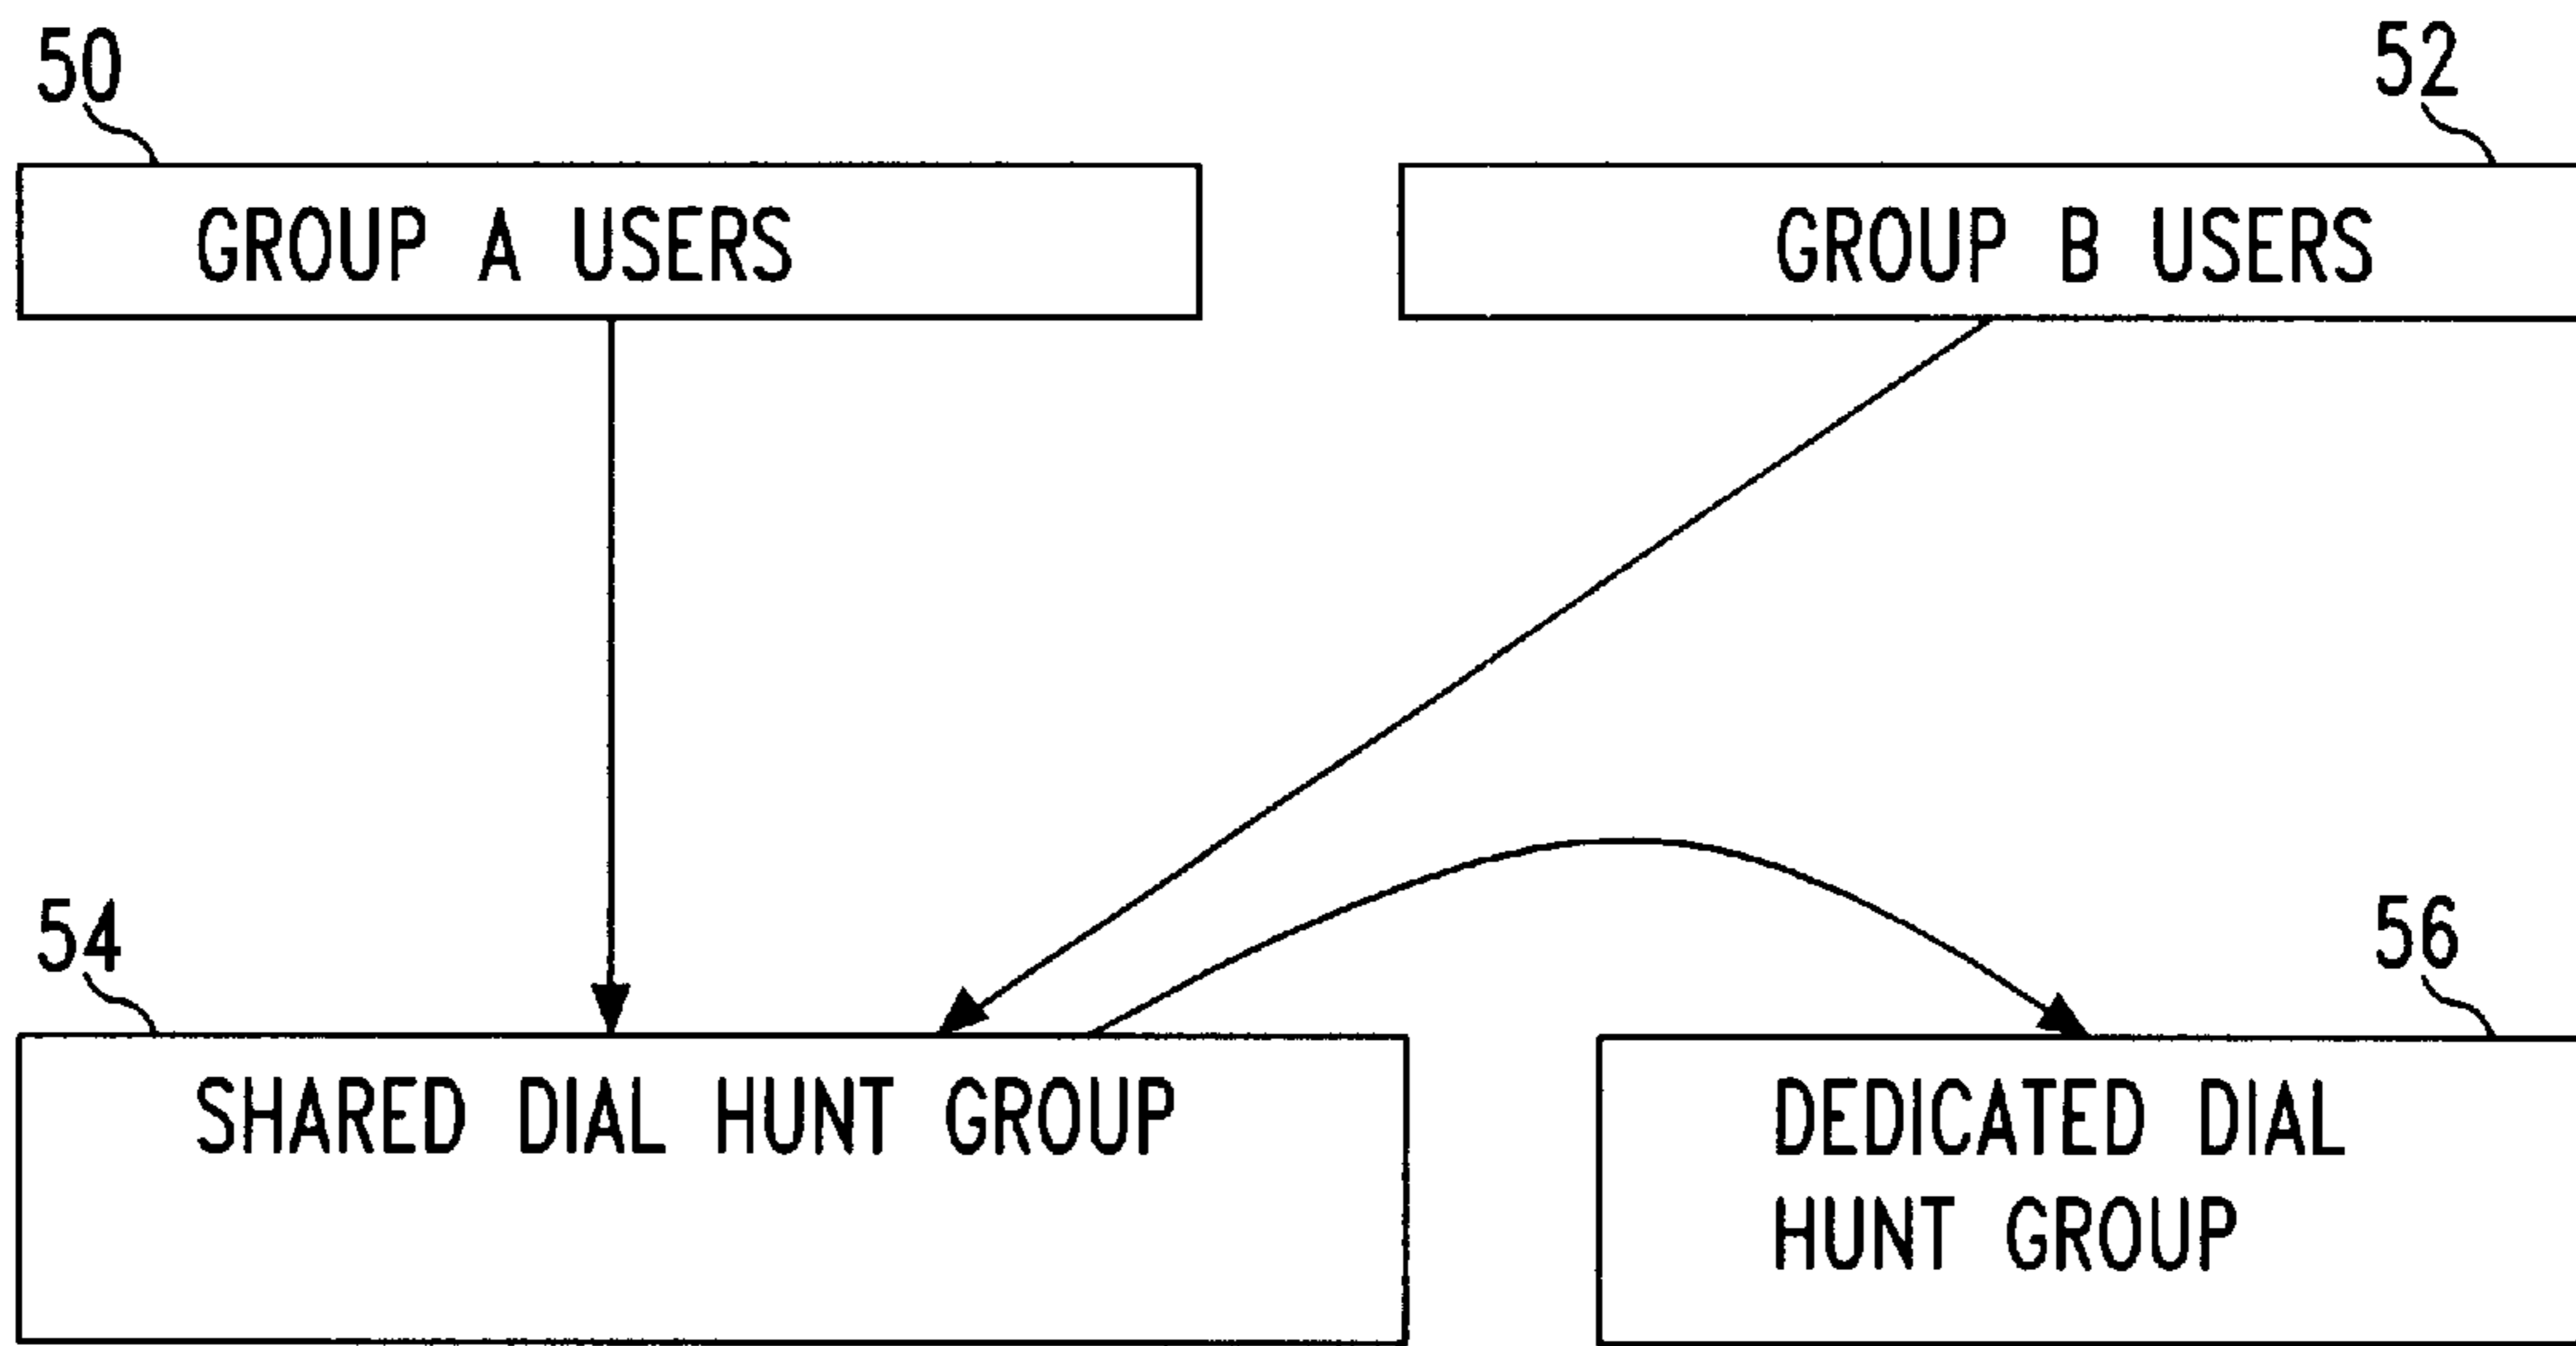 50
52
GROUP A USERS
GROUP B USERS
54
56
SHARED DIAL HUNT GROUP
DEDICATED DIAL
HUNT GROUP